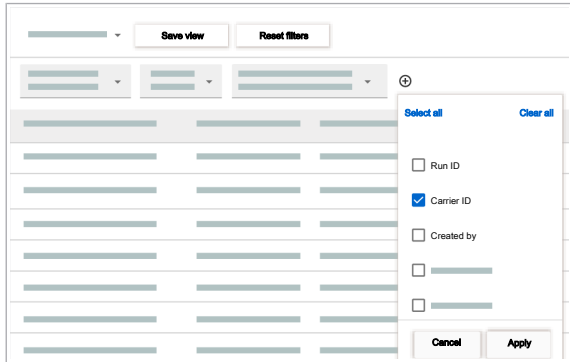 Save view
Reset filters
Select all
Clear all
Run ID
Carrier ID
Created by
Cancel
Apply